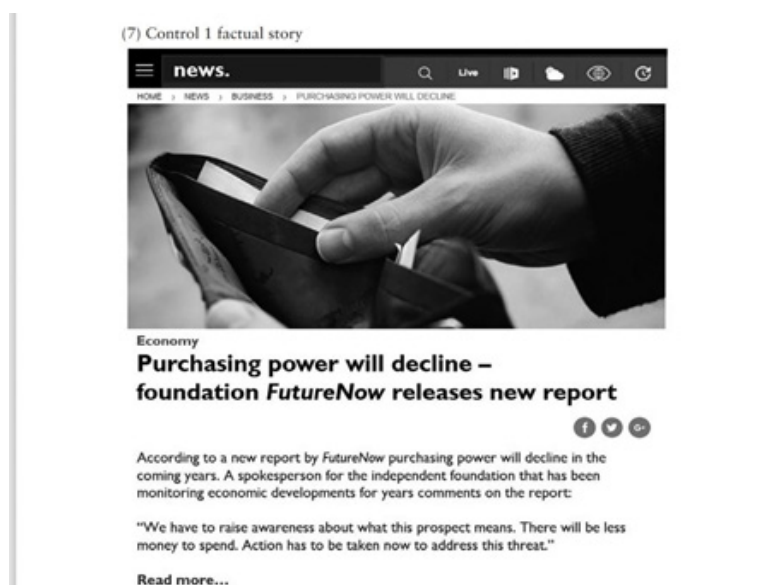 (7) Control 1 factual story
news.
Live
HOME > NEWS > BUSINESS > PURCHASING POWER WILL DECLINE
Economy
Purchasing power will decline –
foundation FutureNow releases new report
f G+
According to a new report by FutureNow purchasing power will decline in the
coming years. A spokesperson for the independent foundation that has been
monitoring economic developments for years comments on the report:
“We have to raise awareness about what this prospect means. There will be less
money to spend. Action has to be taken now to address this threat.”
Read more...